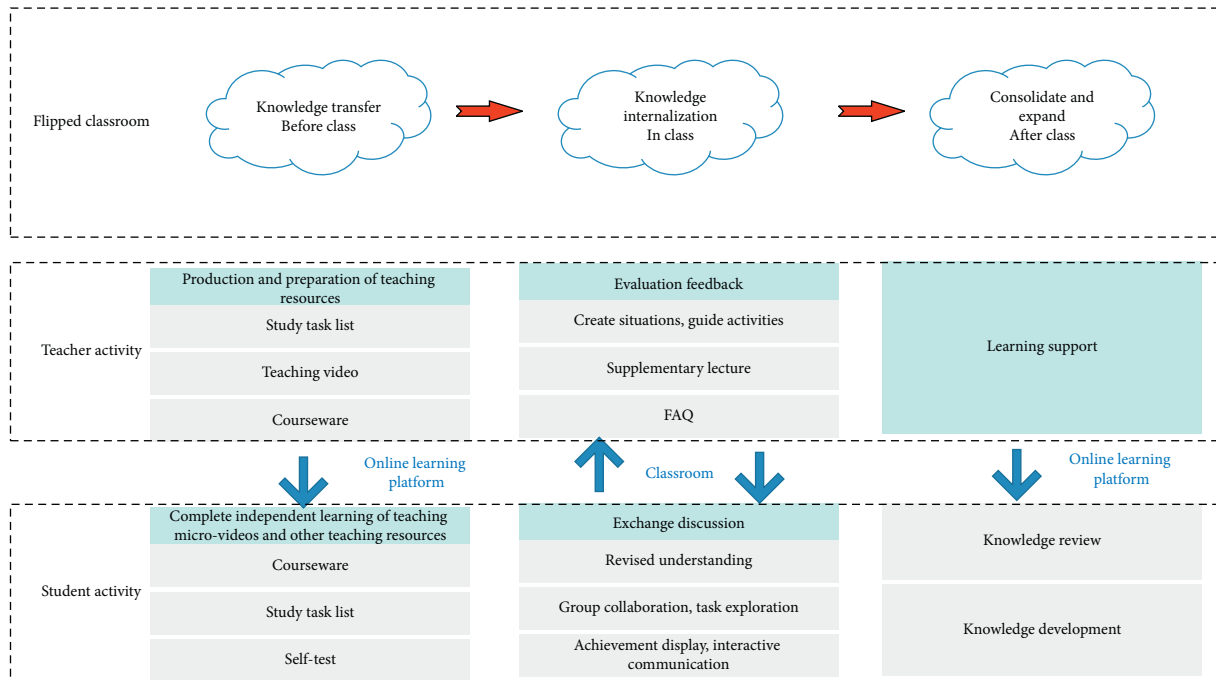 Flipped classroom
Knowledge transfer
Before class
Knowledge
internalization
In class
Consolidate and
expand
After class
Teacher activity
Production and preparation of teaching
resources
Study task list
Teaching video
Courseware
Evaluation feedback
Create situations, guide activities
Supplementary lecture
FAQ
Learning support
Online learning
platform
Classroom
Online learning
platform
Student activity
Complete independent learning of teaching
micro-videos and other teaching resources
Courseware
Study task list
Self-test
Exchange discussion
Revised understanding
Group collaboration, task exploration
Achievement display, interactive
communication
Knowledge review
Knowledge development